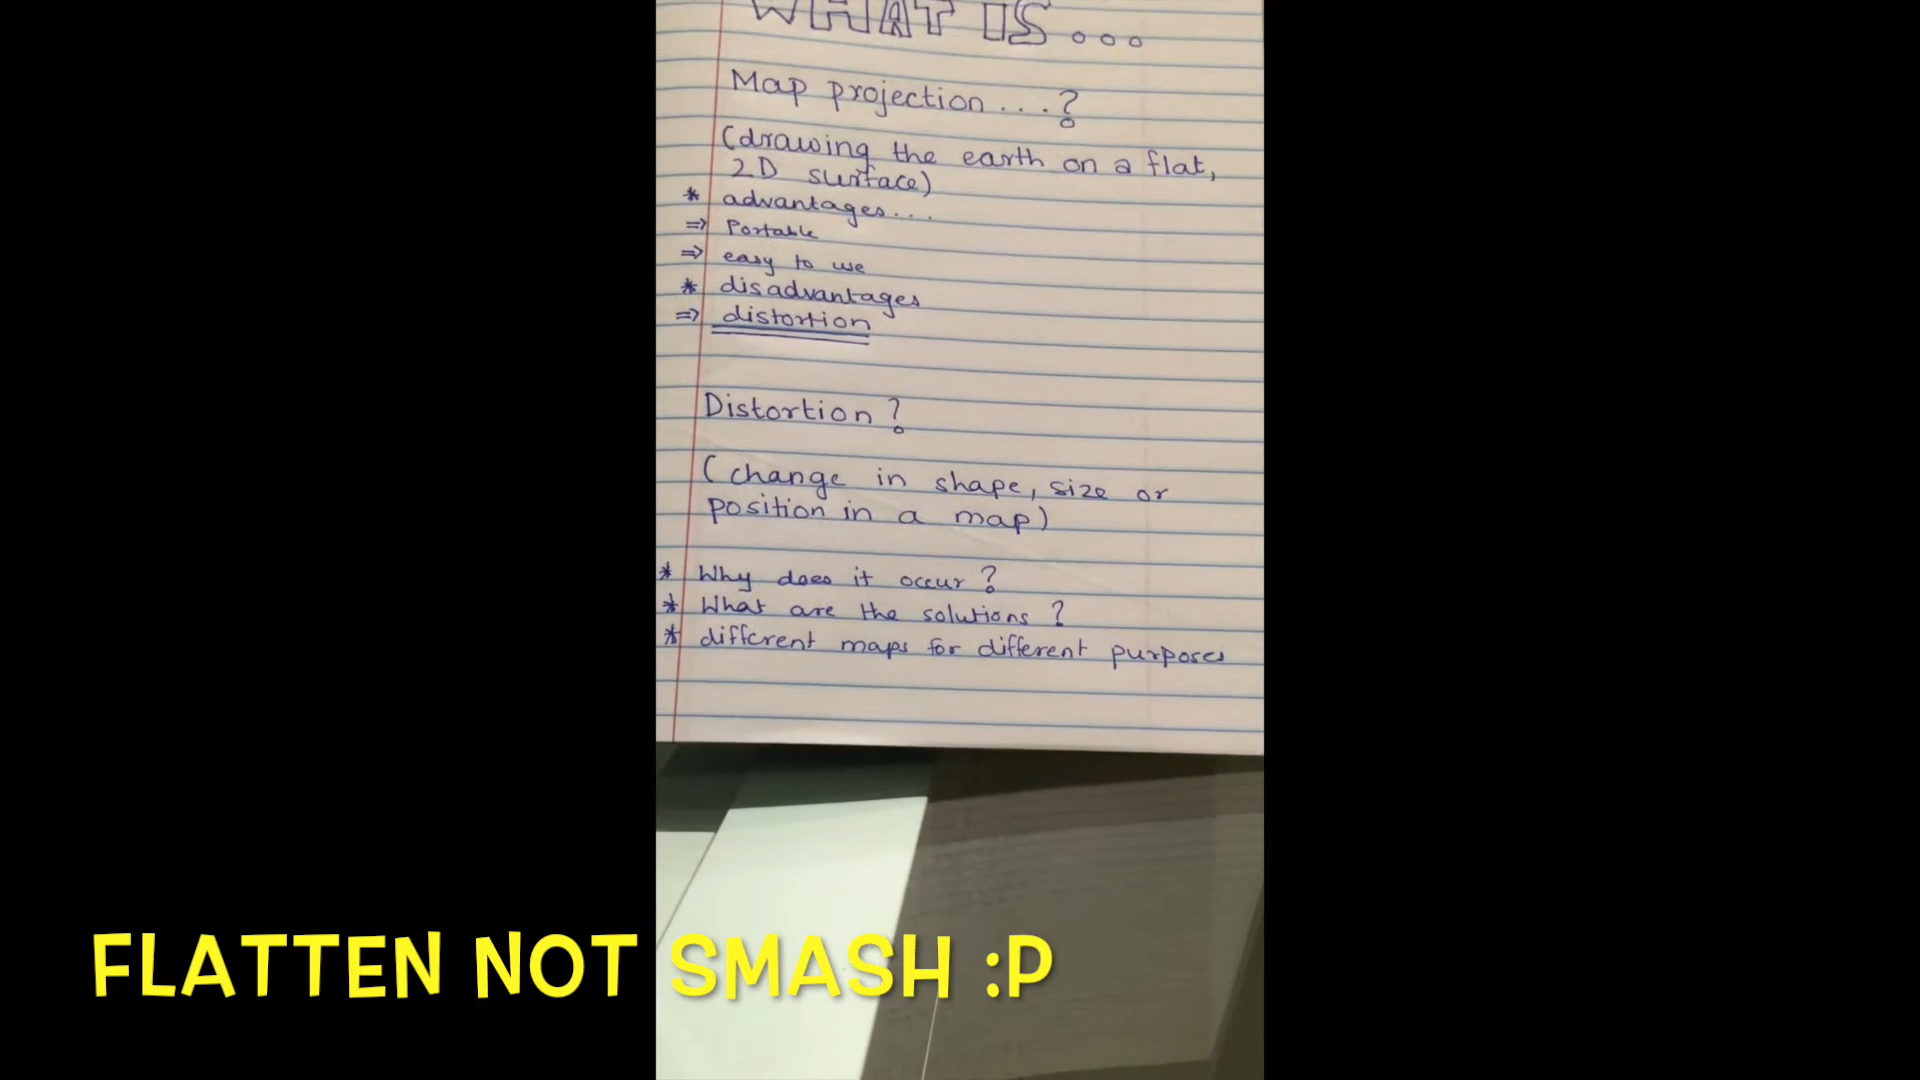 WHAT IS...
Map projection....?
(drawing the earth on a flat,
2D surface)
* advantages...
⇒ Portable
⇒ easy to use
* disadvantages
⇒ distortion
Distortion?
(change in shape, size or
position in a map)
* Why does it occur?
* What are the solutions?
* different maps for different purposes
FLATTEN NOT SMASH :P